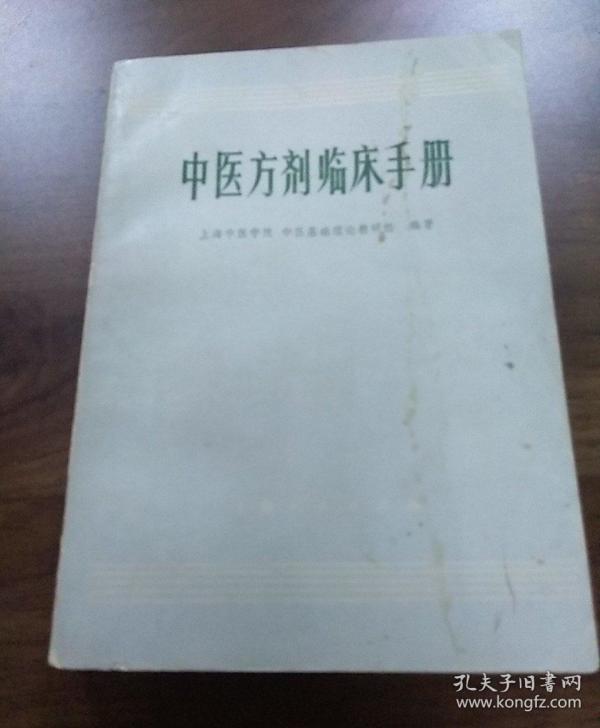 中医方剂临床手册
上海中医学院 中医基础理论教研组 编著
孔夫子旧书网
www.kongfz.com